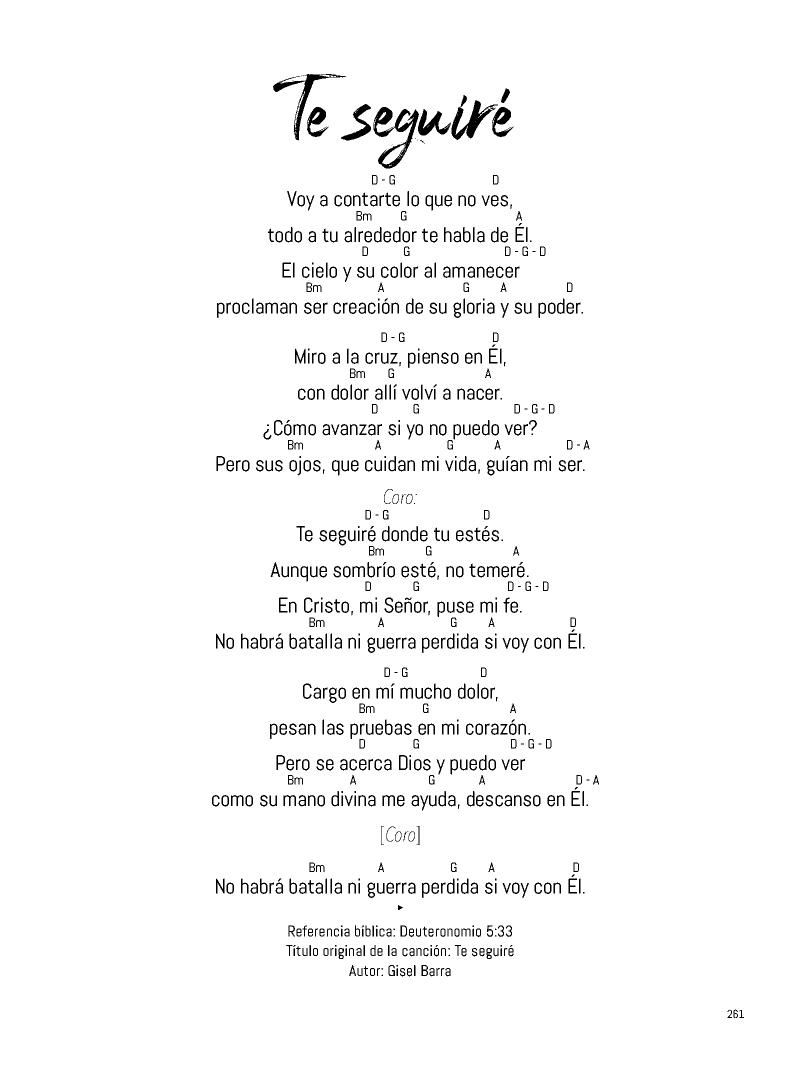 Te seguiré
D - G D
Voy a contarte lo que no ves,
Bm G A
todo a tu alrededor te habla de Él.
D G D - G - D
El cielo y su color al amanecer
Bm A G A D
proclaman ser creación de su gloria y su poder.
D - G D
Miro a la cruz, pienso en Él,
Bm G A
con dolor allí volví a nacer.
D G D - G - D
¿Cómo avanzar si yo no puedo ver?
Bm A G A D - A
Pero sus ojos, que cuidan mi vida, guían mi ser.
Coro:
D - G D
Te seguiré donde tu estés.
Bm G A
Aunque sombrío esté, no temeré.
D G D - G - D
En Cristo, mi Señor, puse mi fe.
Bm A G A D
No habrá batalla ni guerra perdida si voy con Él.
D - G D
Cargo en mí mucho dolor,
Bm G A
pesan las pruebas en mi corazón.
D G D - G - D
Pero se acerca Dios y puedo ver
Bm A G A D - A
como su mano divina me ayuda, descanso en Él.
[Coro]
Bm A G A D
No habrá batalla ni guerra perdida si voy con Él.
Referencia bíblica: Deuteronomio 5:33
Título original de la canción: Te seguiré
Autor: Gisel Barra
261